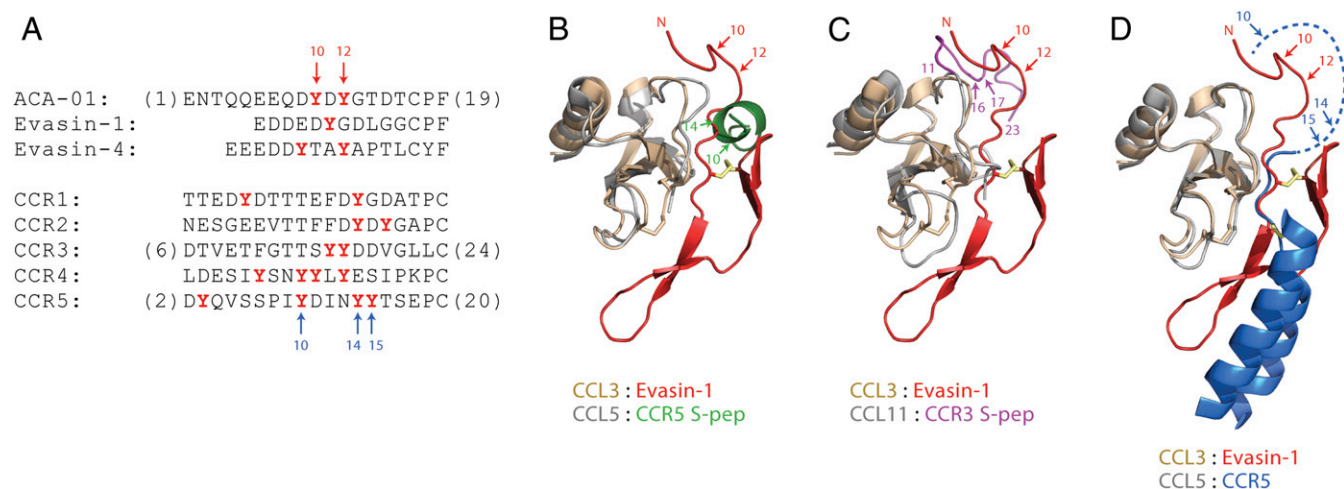 A
10 12
ACA-01: (1)ENTQQEEQDYDYGTDTCPF(19)
Evasin-1: EDDEDYGDLGGCPF
Evasin-4: EEEDDYTAYAPTLCYF
CCR1: TTEDYDTTTEFDYGDATPC
CCR2: NESGEEVTTFFDYDYGAPC
CCR3: (6)DTVETFGTTSYYDDVGLLC(24)
CCR4: LDESIYSNYYLYESIPKPC
CCR5: (2)DYQVSSPIYDINYYTSEPC(20)
10 14 15
B
N
10
12
14
10
CCL3 : Evasin-1
CCL5 : CCR5 S-pep
C
N
10
12
11
16 17
23
CCL3 : Evasin-1
CCL11 : CCR3 S-pep
D
10
N
10
12
14
15
CCL3 : Evasin-1
CCL5 : CCR5